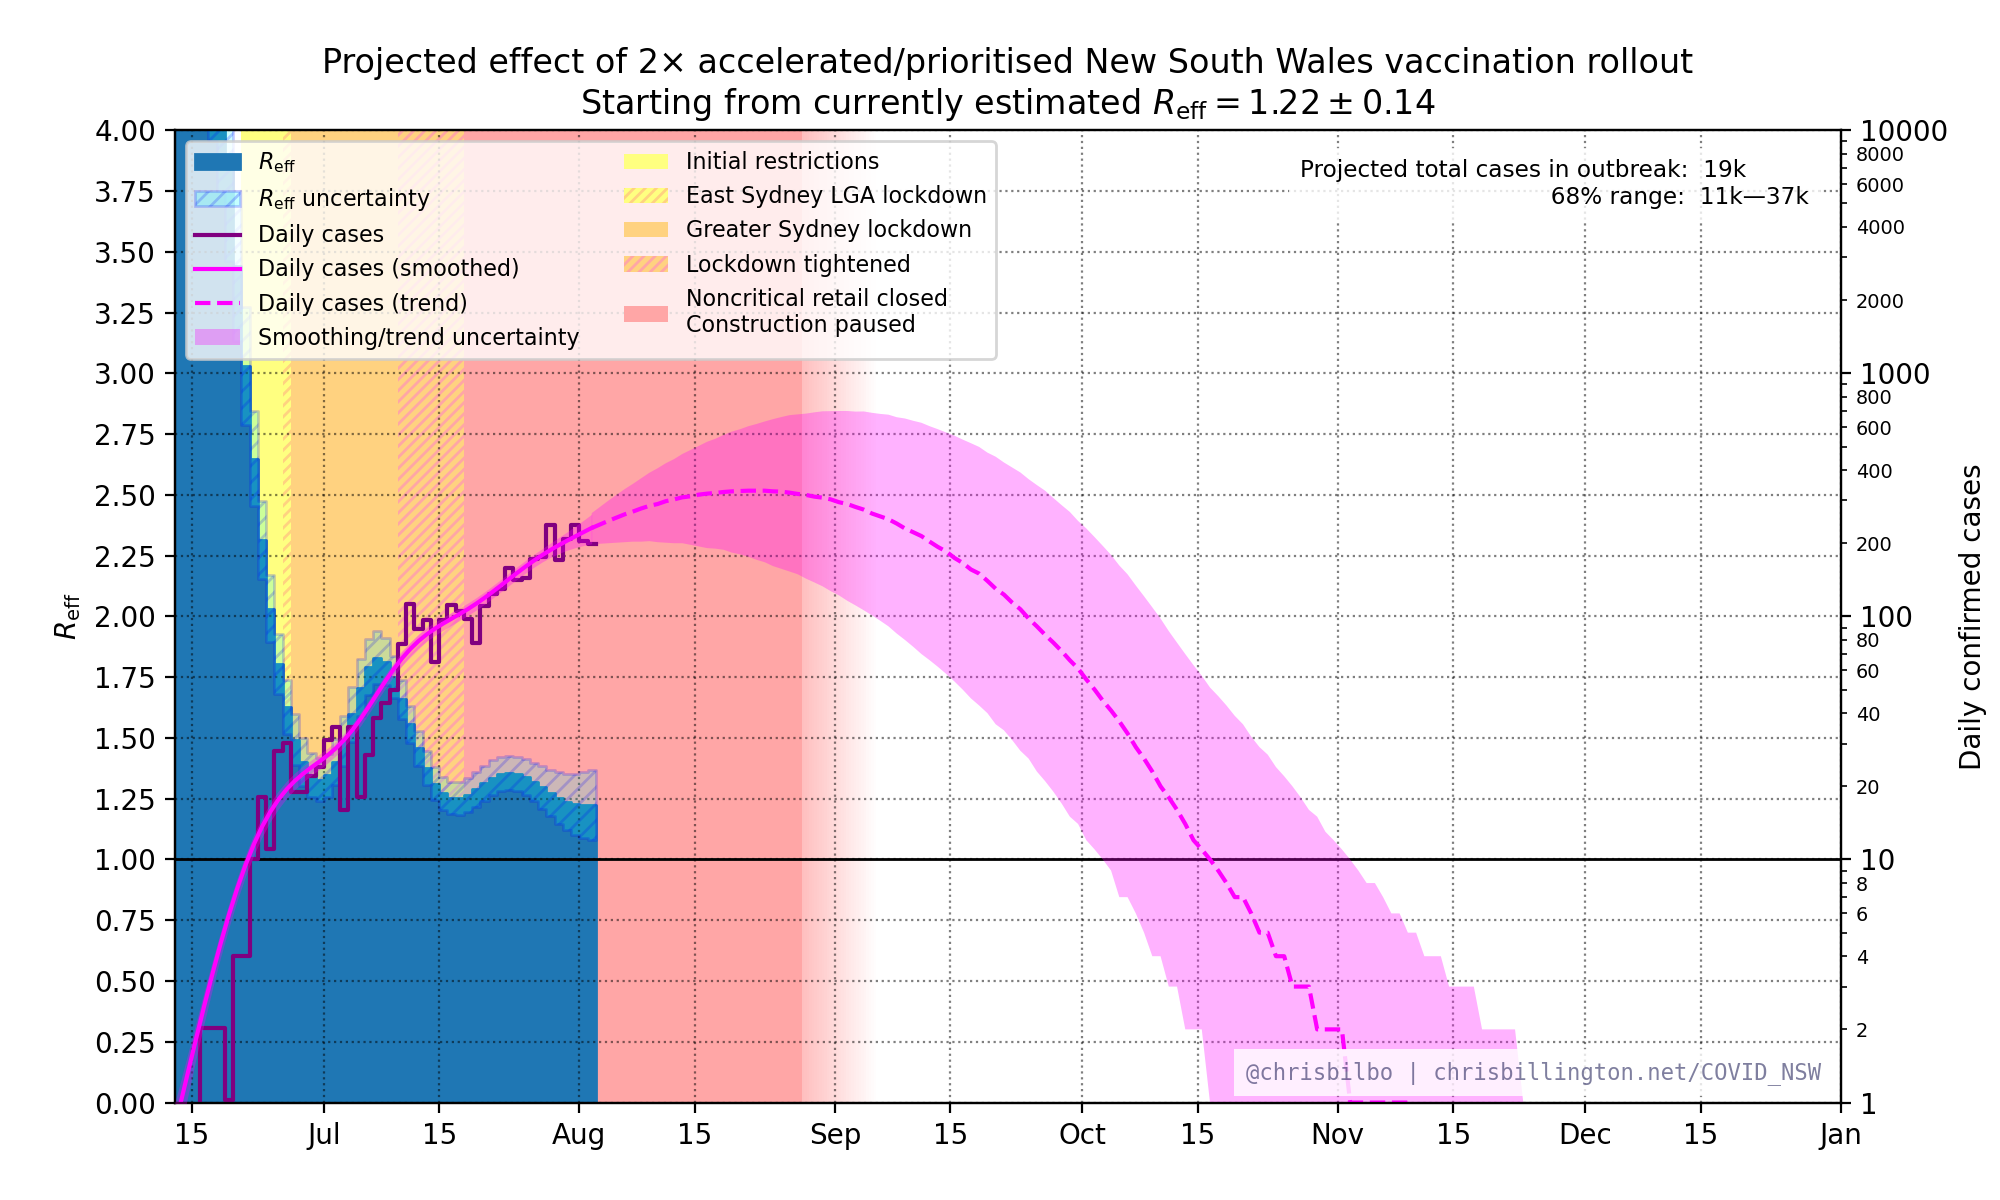 Projected effect of 2× accelerated/prioritised New South Wales vaccination rollout
Starting from currently estimated Reff = 1.22 ± 0.14
Reff
Reff uncertainty
Daily cases
Daily cases (smoothed)
Daily cases (trend)
Smoothing/trend uncertainty
Initial restrictions
East Sydney LGA lockdown
Greater Sydney lockdown
Lockdown tightened
Noncritical retail closed
Construction paused
Projected total cases in outbreak: 19k
68% range: 11k—37k
4.00
3.75
3.50
3.25
3.00
2.75
2.50
2.25
2.00
1.75
1.50
1.25
1.00
0.75
0.50
0.25
0.00
Reff
10000
8000
6000
4000
2000
1000
800
600
400
200
100
80
60
40
20
10
8
6
4
2
1
Daily confirmed cases
@chrisbilbo | chrisbillington.net/COVID_NSW
15 Jul 15 Aug 15 Sep 15 Oct 15 Nov 15 Dec 15 Jan